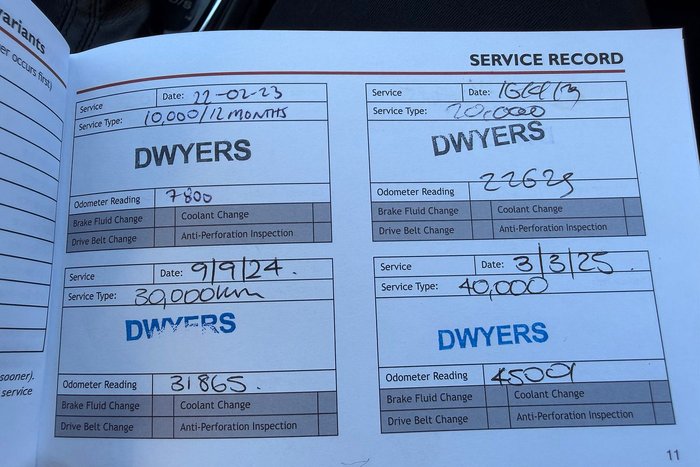 variants
er occurs first)
sooner).
service
SERVICE RECORD
Service Date: 22-02-23
Service Type: 10,000/12 MONTHS
DWYERS
Odometer Reading 7800
Brake Fluid Change Coolant Change
Drive Belt Change Anti-Perforation Inspection
Service Date:
Service Type: 20,000
DWYERS
Odometer Reading 22629
Brake Fluid Change Coolant Change
Drive Belt Change Anti-Perforation Inspection
Service Date: 9/9/24.
Service Type: 30,000km
DWYERS
Odometer Reading 31865.
Brake Fluid Change Coolant Change
Drive Belt Change Anti-Perforation Inspection
Service Date: 3/3/25.
Service Type: 40,000
DWYERS
Odometer Reading 45001
Brake Fluid Change Coolant Change
Drive Belt Change Anti-Perforation Inspection
11